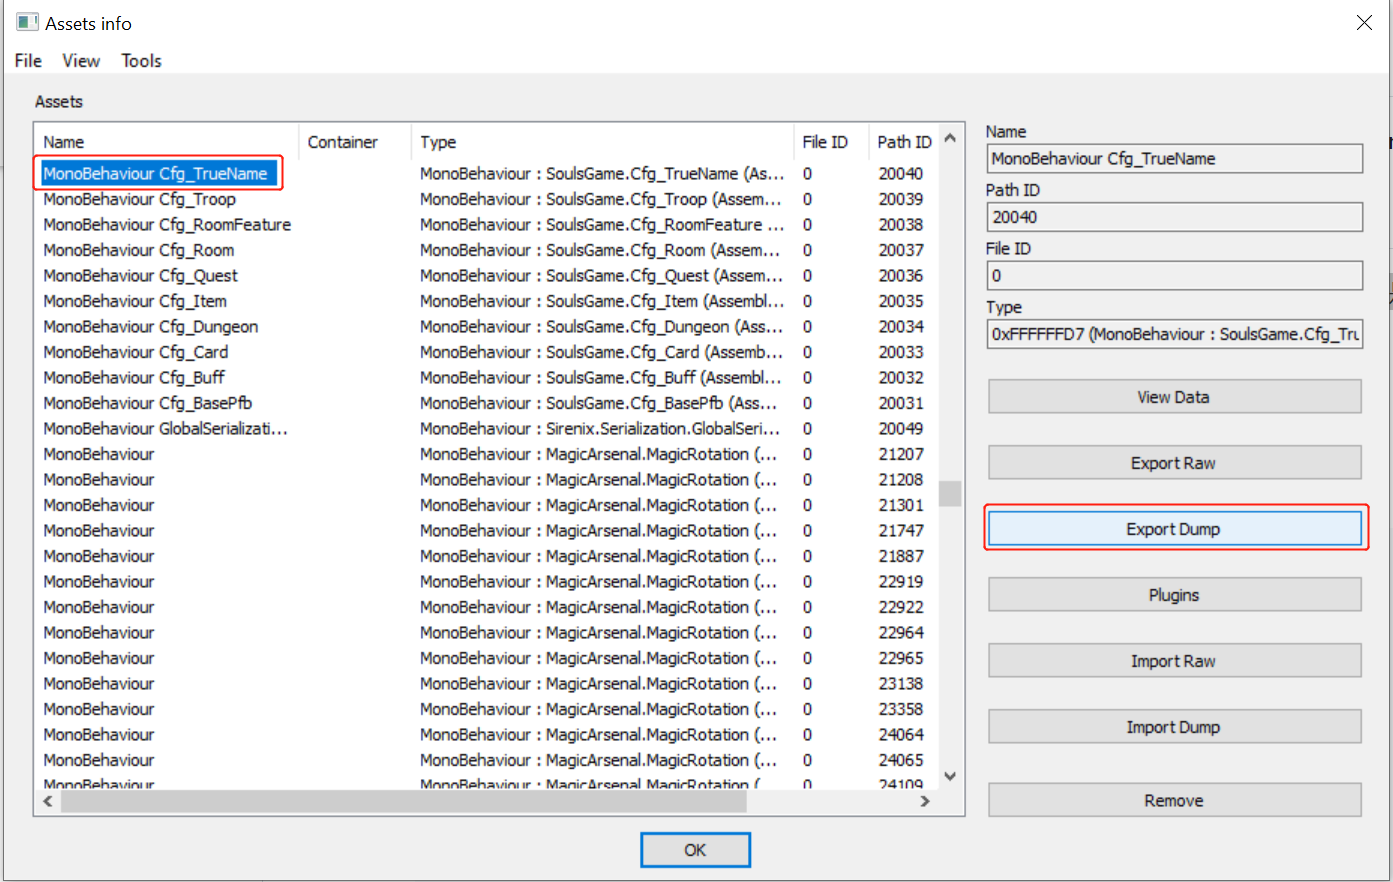 Assets info
File View Tools
Assets
Name Container Type File ID Path ID
MonoBehaviour Cfg_TrueName MonoBehaviour : SoulsGame.Cfg_TrueName (As... 0 20040
MonoBehaviour Cfg_Troop MonoBehaviour : SoulsGame.Cfg_Troop (Assem... 0 20039
MonoBehaviour Cfg_RoomFeature MonoBehaviour : SoulsGame.Cfg_RoomFeature ... 0 20038
MonoBehaviour Cfg_Room MonoBehaviour : SoulsGame.Cfg_Room (Assem... 0 20037
MonoBehaviour Cfg_Quest MonoBehaviour : SoulsGame.Cfg_Quest (Assem... 0 20036
MonoBehaviour Cfg_Item MonoBehaviour : SoulsGame.Cfg_Item (Assembl... 0 20035
MonoBehaviour Cfg_Dungeon MonoBehaviour : SoulsGame.Cfg_Dungeon (Ass... 0 20034
MonoBehaviour Cfg_Card MonoBehaviour : SoulsGame.Cfg_Card (Assemb... 0 20033
MonoBehaviour Cfg_Buff MonoBehaviour : SoulsGame.Cfg_Buff (Assembl... 0 20032
MonoBehaviour Cfg_BasePfb MonoBehaviour : SoulsGame.Cfg_BasePfb (Ass... 0 20031
MonoBehaviour GlobalSerializati... MonoBehaviour : Sirenix.Serialization.GlobalSeri... 0 20049
MonoBehaviour MonoBehaviour : MagicArsenal.MagicRotation (... 0 21207
MonoBehaviour MonoBehaviour : MagicArsenal.MagicRotation (... 0 21208
MonoBehaviour MonoBehaviour : MagicArsenal.MagicRotation (... 0 21301
MonoBehaviour MonoBehaviour : MagicArsenal.MagicRotation (... 0 21747
MonoBehaviour MonoBehaviour : MagicArsenal.MagicRotation (... 0 21887
MonoBehaviour MonoBehaviour : MagicArsenal.MagicRotation (... 0 22919
MonoBehaviour MonoBehaviour : MagicArsenal.MagicRotation (... 0 22922
MonoBehaviour MonoBehaviour : MagicArsenal.MagicRotation (... 0 22964
MonoBehaviour MonoBehaviour : MagicArsenal.MagicRotation (... 0 22965
MonoBehaviour MonoBehaviour : MagicArsenal.MagicRotation (... 0 23138
MonoBehaviour MonoBehaviour : MagicArsenal.MagicRotation (... 0 23358
MonoBehaviour MonoBehaviour : MagicArsenal.MagicRotation (... 0 24064
MonoBehaviour MonoBehaviour : MagicArsenal.MagicRotation (... 0 24065
MonoBehaviour MonoBehaviour : MagicArsenal.MagicRotation ( 0 24109
Name
MonoBehaviour Cfg_TrueName
Path ID
20040
File ID
0
Type
0xFFFFFFD7 (MonoBehaviour : SoulsGame.Cfg_Tru
View Data
Export Raw
Export Dump
Plugins
Import Raw
Import Dump
Remove
OK